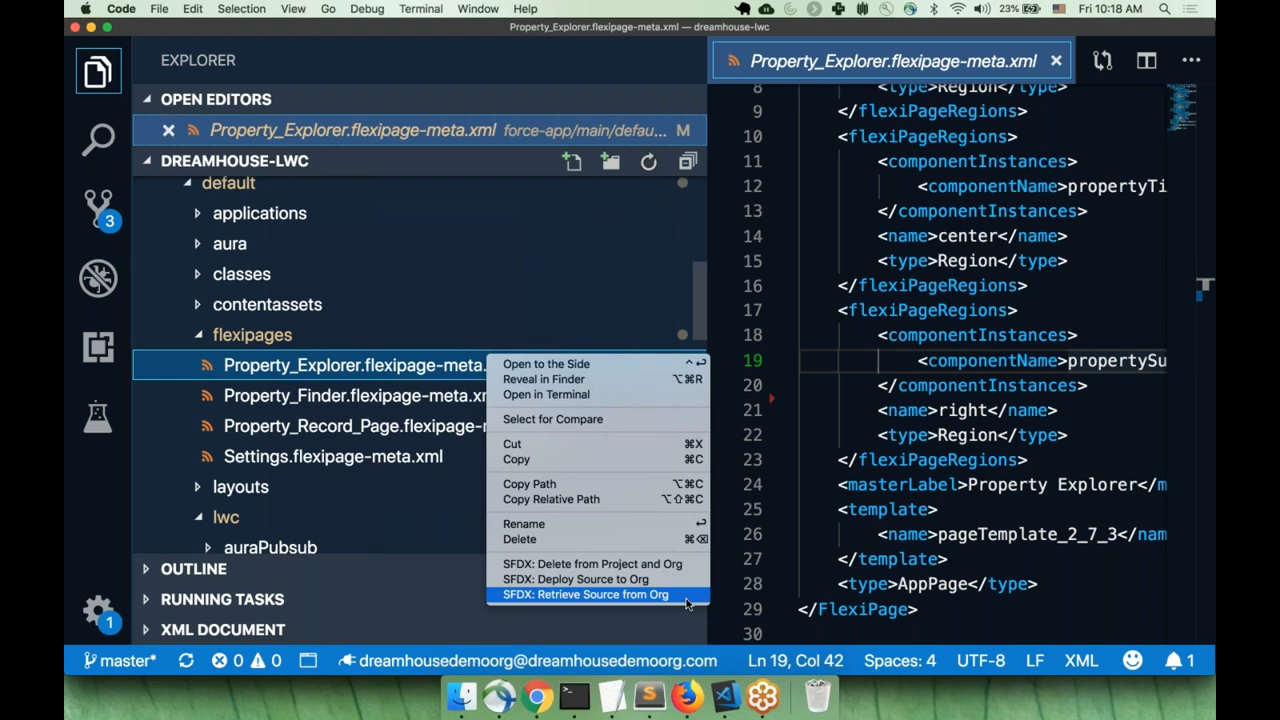 Code File Edit Selection View Go Debug Terminal Window Help 23% Fri 10:18 AM
Property_Explorer.flexipage-meta.xml — dreamhouse-lwc
EXPLORER
OPEN EDITORS
Property_Explorer.flexipage-meta.xml force-app/main/defau... M
DREAMHOUSE-LWC
default
applications
aura
classes
contentassets
flexipages
Property_Explorer.flexipage-meta.
Property_Finder.flexipage-meta.xm
Property_Record_Page.flexipage-
Settings.flexipage-meta.xml
layouts
lwc
auraPubsub
OUTLINE
RUNNING TASKS
XML DOCUMENT
3
1
Open to the Side ⌃↩
Reveal in Finder ⌥⌘R
Open in Terminal
Select for Compare
Cut ⌘X
Copy ⌘C
Copy Path ⌥⌘C
Copy Relative Path ⌥⇧⌘C
Rename ↩
Delete ⌘⌫
SFDX: Delete from Project and Org
SFDX: Deploy Source to Org
SFDX: Retrieve Source from Org
Property_Explorer.flexipage-meta.xml
8 <type>Region</type>
9 </flexiPageRegions>
10 <flexiPageRegions>
11 <componentInstances>
12 <componentName>propertyTi
13 </componentInstances>
14 <name>center</name>
15 <type>Region</type>
16 </flexiPageRegions>
17 <flexiPageRegions>
18 <componentInstances>
19 <componentName>propertySu
20 </componentInstances>
21 <name>right</name>
22 <type>Region</type>
23 </flexiPageRegions>
24 <masterLabel>Property Explorer</m
25 <template>
26 <name>pageTemplate_2_7_3</nam
27 </template>
28 <type>AppPage</type>
29 </FlexiPage>
30
master* 0 0 dreamhousedemoorg@dreamhousedemoorg.com Ln 19, Col 42 Spaces: 4 UTF-8 LF XML 1